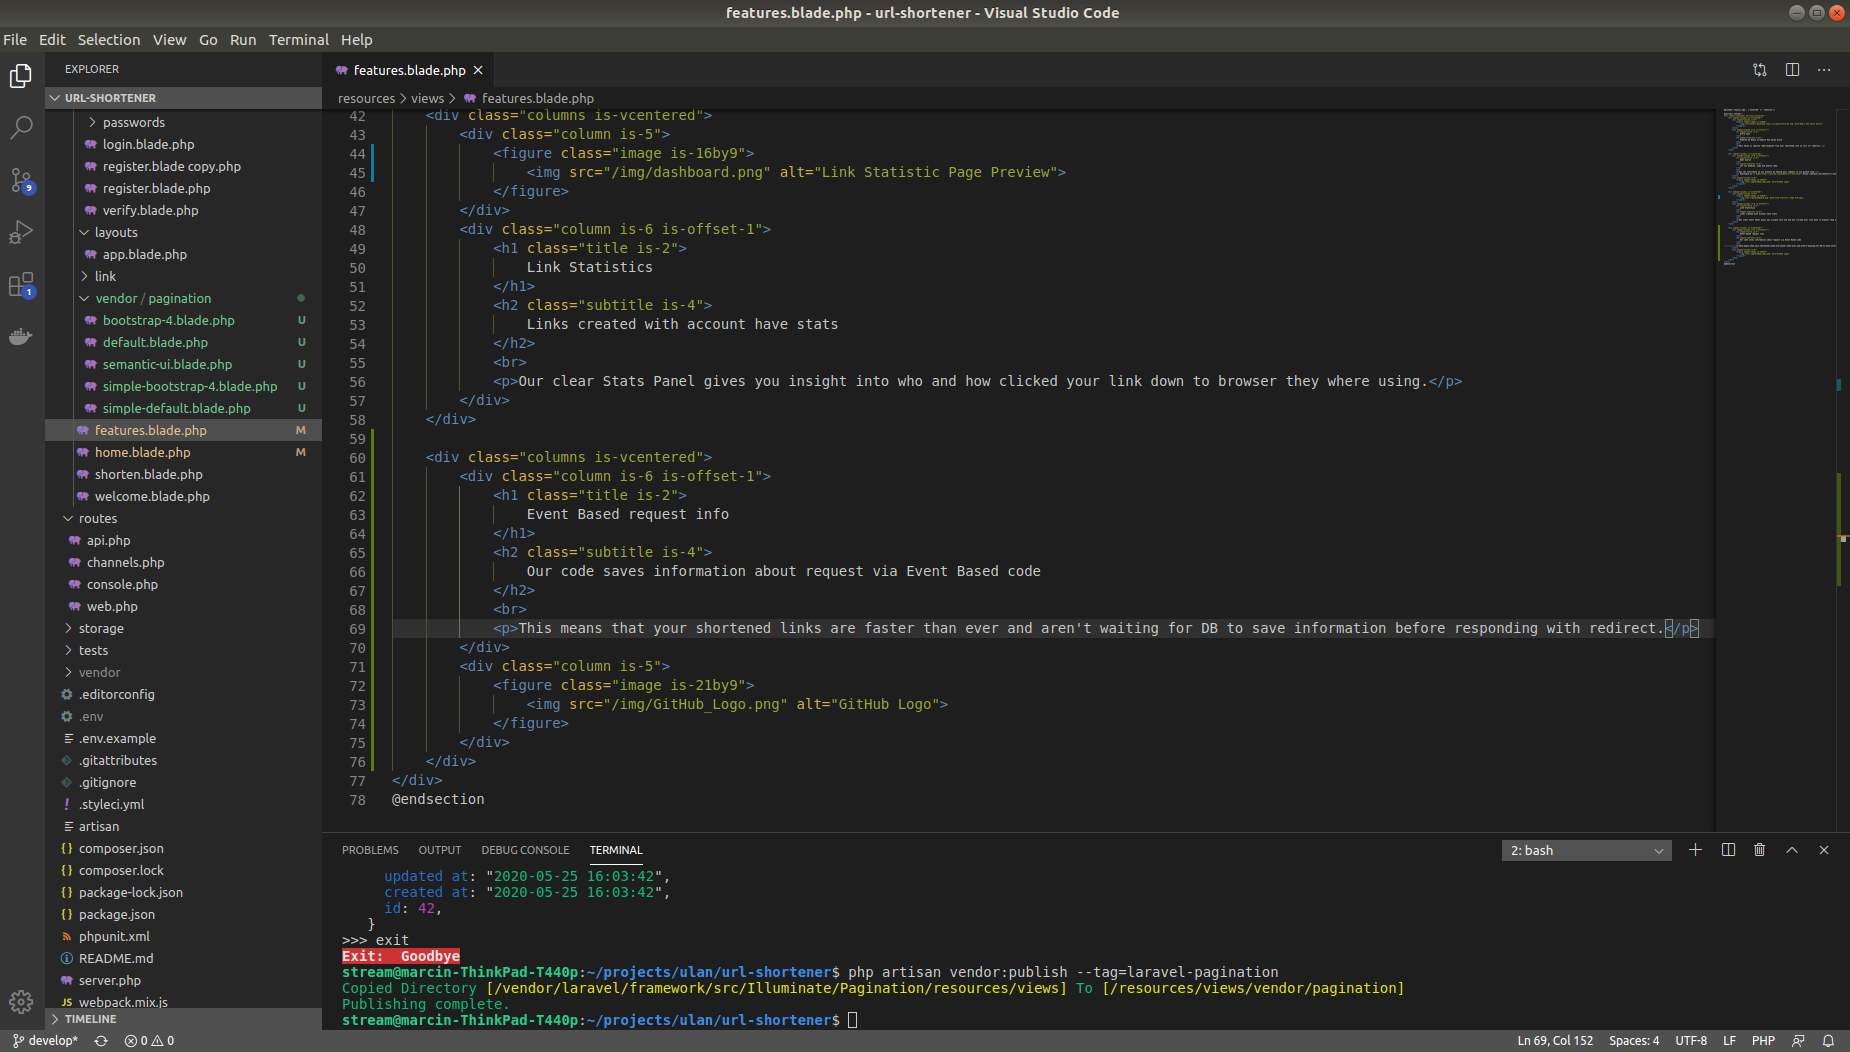 features.blade.php - url-shortener - Visual Studio Code
File Edit Selection View Go Run Terminal Help
EXPLORER
URL-SHORTENER
passwords
login.blade.php
register.blade copy.php
register.blade.php
verify.blade.php
layouts
app.blade.php
link
vendor / pagination
bootstrap-4.blade.php U
default.blade.php U
semantic-ui.blade.php U
simple-bootstrap-4.blade.php U
simple-default.blade.php U
features.blade.php M
home.blade.php M
shorten.blade.php
welcome.blade.php
routes
api.php
channels.php
console.php
web.php
storage
tests
vendor
.editorconfig
.env
.env.example
.gitattributes
.gitignore
! .styleci.yml
artisan
{} composer.json
{} composer.lock
{} package-lock.json
{} package.json
phpunit.xml
README.md
server.php
JS webpack.mix.js
TIMELINE
9
1
features.blade.php
resources > views > features.blade.php
42 <div class="columns is-vcentered">
43 <div class="column is-5">
44 <figure class="image is-16by9">
45 <img src="/img/dashboard.png" alt="Link Statistic Page Preview">
46 </figure>
47 </div>
48 <div class="column is-6 is-offset-1">
49 <h1 class="title is-2">
50 Link Statistics
51 </h1>
52 <h2 class="subtitle is-4">
53 Links created with account have stats
54 </h2>
55 <br>
56 <p>Our clear Stats Panel gives you insight into who and how clicked your link down to browser they where using.</p>
57 </div>
58 </div>
59
60 <div class="columns is-vcentered">
61 <div class="column is-6 is-offset-1">
62 <h1 class="title is-2">
63 Event Based request info
64 </h1>
65 <h2 class="subtitle is-4">
66 Our code saves information about request via Event Based code
67 </h2>
68 <br>
69 <p>This means that your shortened links are faster than ever and aren't waiting for DB to save information before responding with redirect.</p>
70 </div>
71 <div class="column is-5">
72 <figure class="image is-21by9">
73 <img src="/img/GitHub_Logo.png" alt="GitHub Logo">
74 </figure>
75 </div>
76 </div>
77 </div>
78 @endsection
PROBLEMS OUTPUT DEBUG CONSOLE TERMINAL
2: bash
updated at: "2020-05-25 16:03:42",
created at: "2020-05-25 16:03:42",
id: 42,
}
>>> exit
Exit: Goodbye
stream@marcin-ThinkPad-T440p:~/projects/ulan/url-shortener$ php artisan vendor:publish --tag=laravel-pagination
Copied Directory [/vendor/laravel/framework/src/Illuminate/Pagination/resources/views] To [/resources/views/vendor/pagination]
Publishing complete.
stream@marcin-ThinkPad-T440p:~/projects/ulan/url-shortener$
develop* 0 0
Ln 69, Col 152 Spaces: 4 UTF-8 LF PHP